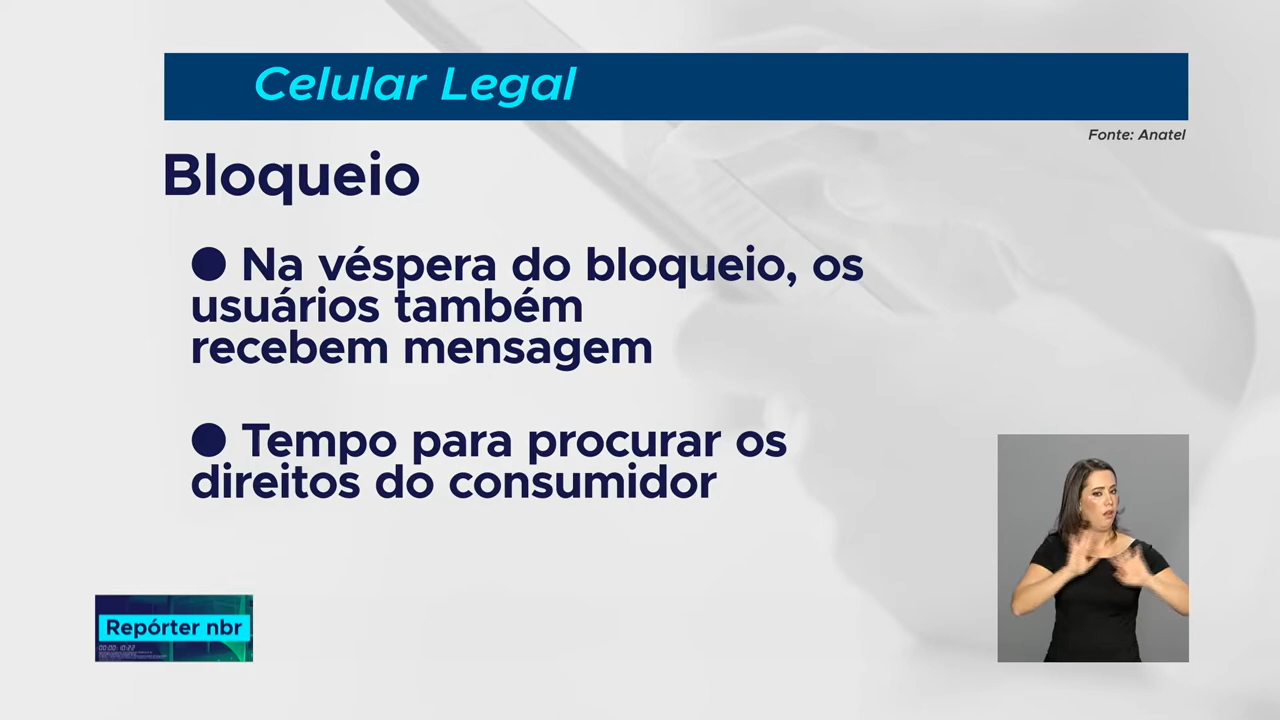 Celular Legal
Fonte: Anatel
Bloqueio
● Na véspera do bloqueio, os
usuários também
recebem mensagem
● Tempo para procurar os
direitos do consumidor
Repórter nbr